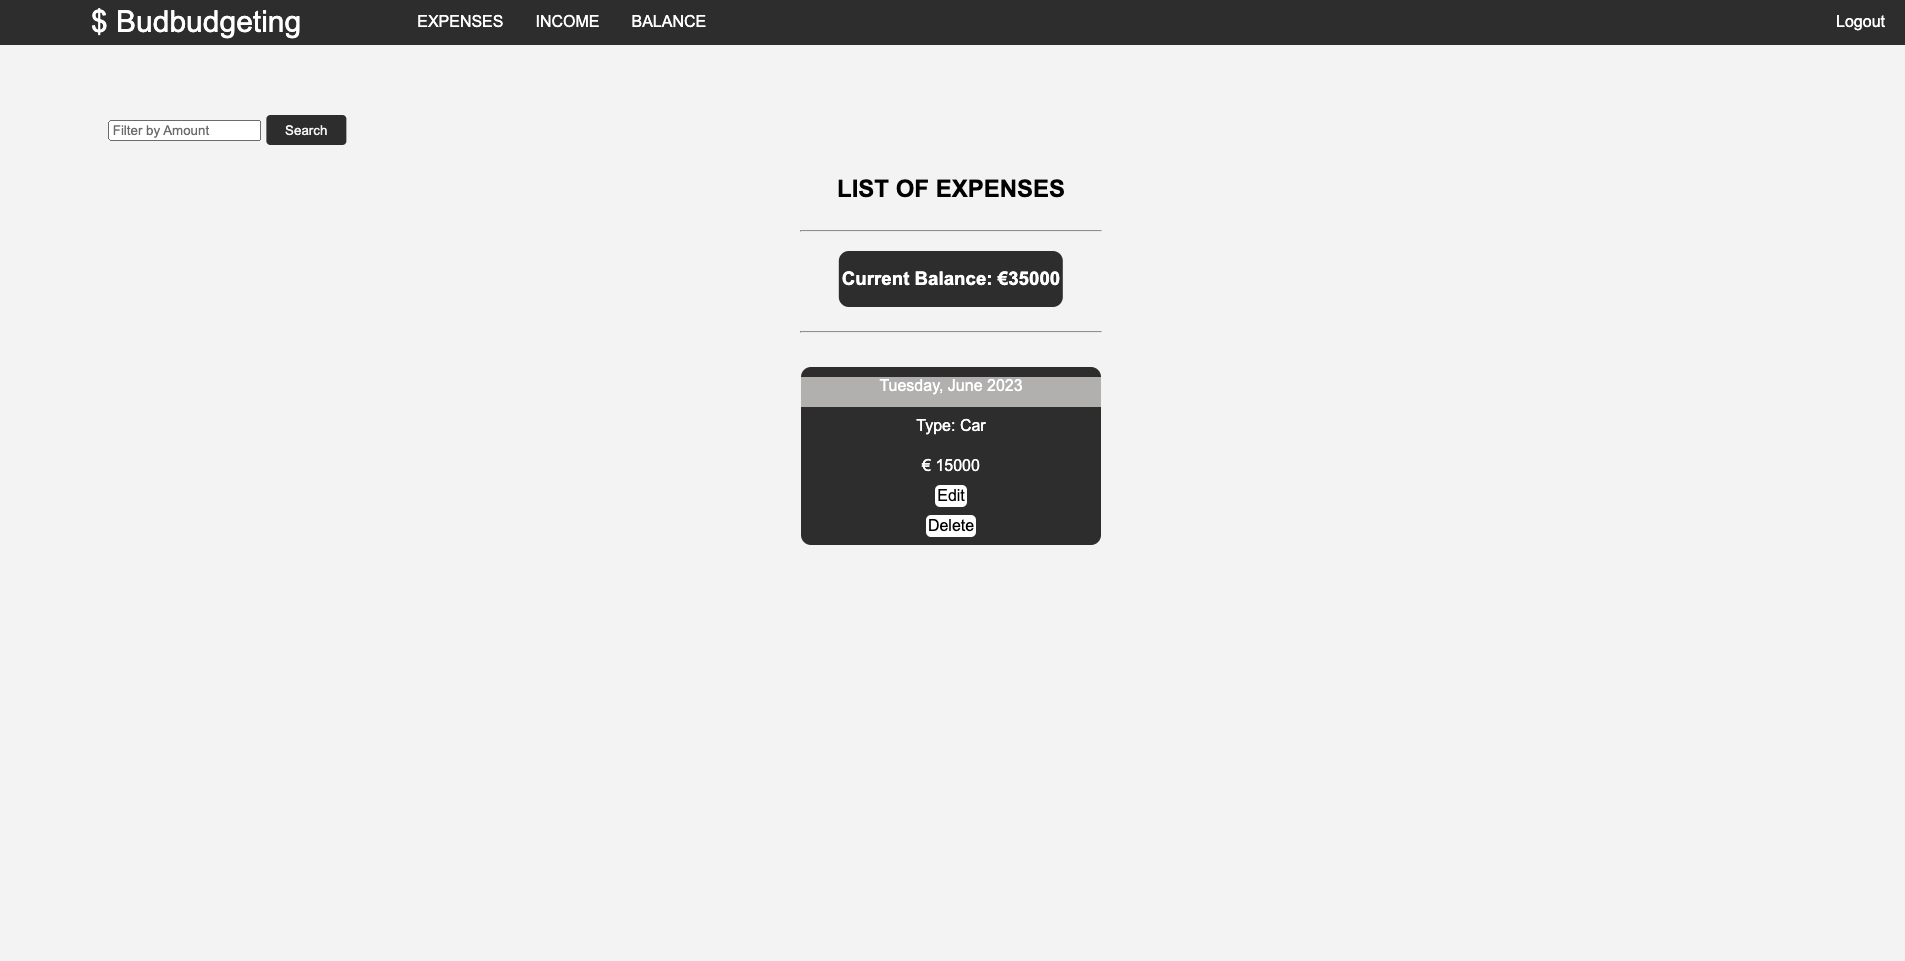 $ Budbudgeting EXPENSES INCOME BALANCE Logout
Filter by Amount Search
LIST OF EXPENSES
Current Balance: €35000
Tuesday, June 2023
Type: Car
€ 15000
Edit
Delete